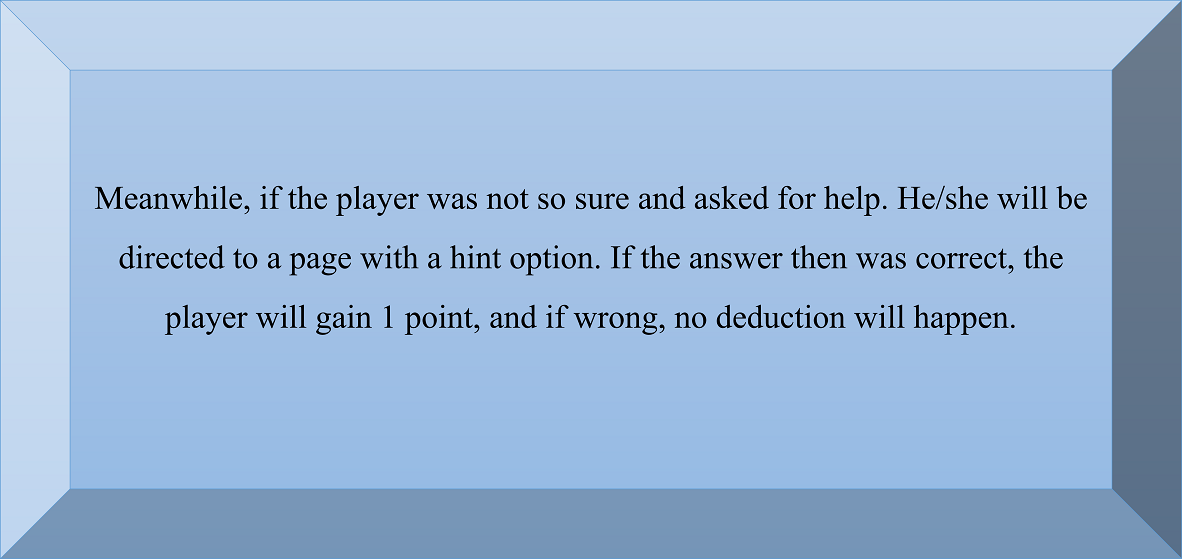 Meanwhile, if the player was not so sure and asked for help. He/she will be
directed to a page with a hint option. If the answer then was correct, the
player will gain 1 point, and if wrong, no deduction will happen.